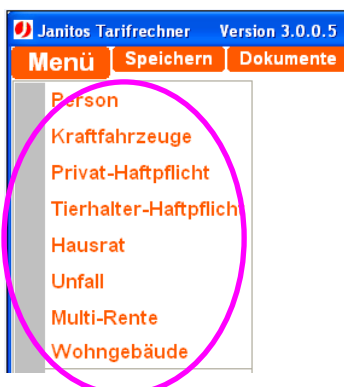 Janitos Tarifrechner Version 3.0.0.5
Menü Speichern Dokumente
Person
Kraftfahrzeuge
Privat-Haftpflicht
Tierhalter-Haftpflicht
Hausrat
Unfall
Multi-Rente
Wohngebäude